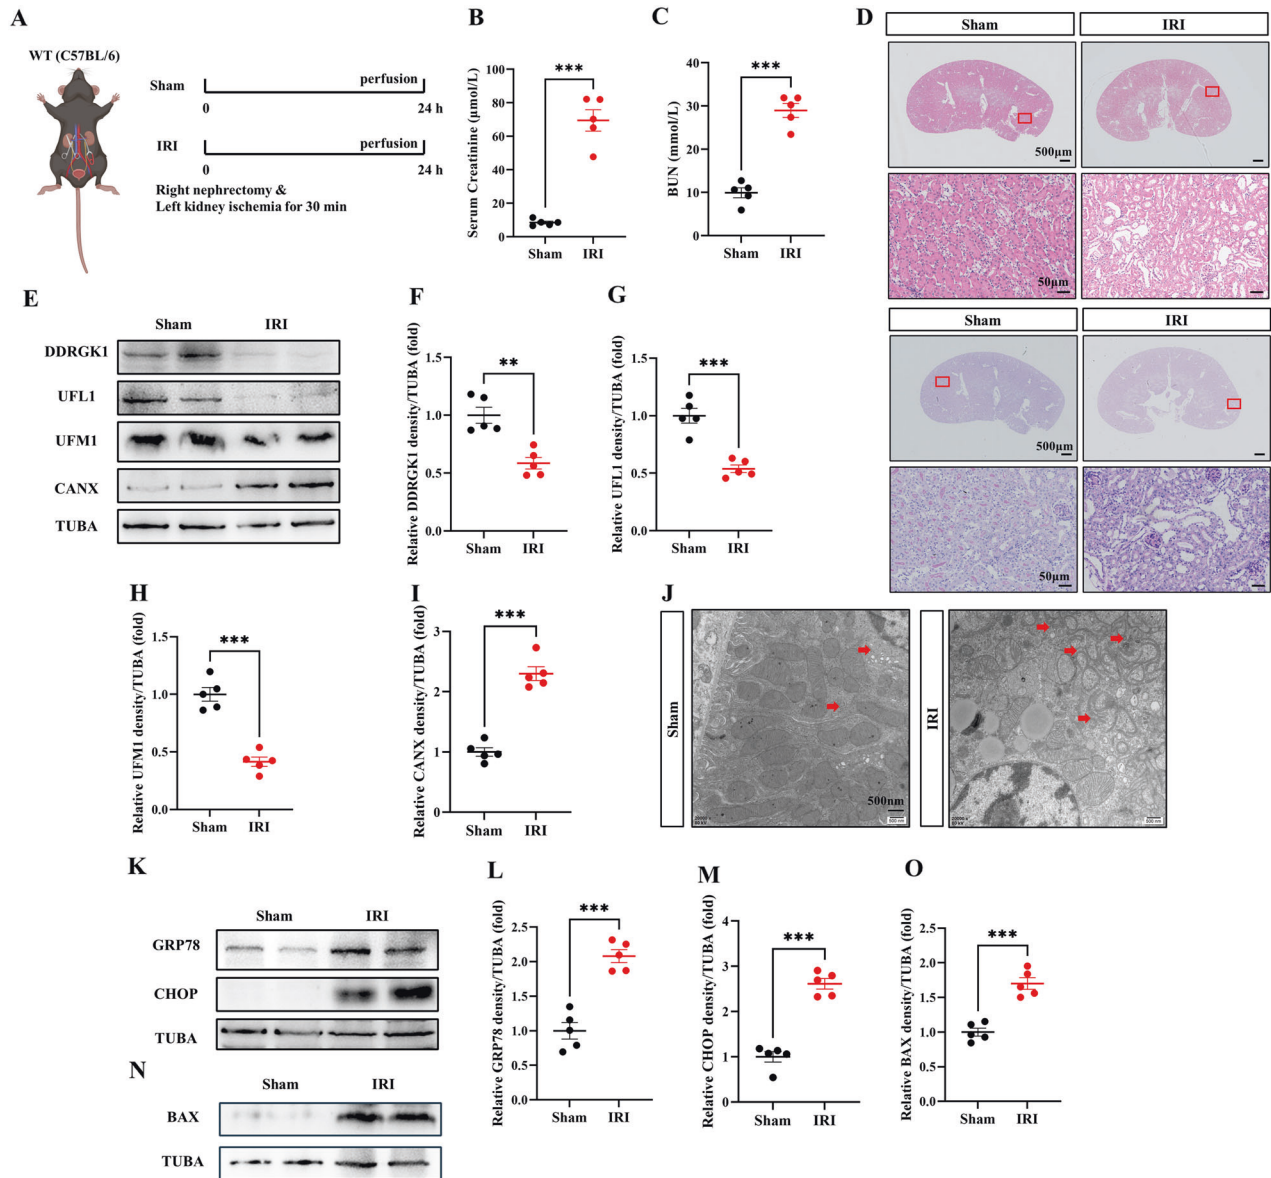 A
WT (C57BL/6)
Sham
perfusion
0
24 h
IRI
perfusion
0
24 h
Right nephrectomy &
Left kidney ischemia for 30 min
B
Serum Creatinine (μmol/L)
100
80
60
40
20
0
***
Sham
IRI
C
BUN (mmol/L)
40
30
20
10
0
***
Sham
IRI
D
Sham
IRI
500μm
50μm
Sham
IRI
500μm
50μm
E
Sham
IRI
DDRGK1
UFL1
UFM1
CANX
TUBA
F
Relative DDRGK1 density/TUBA (fold)
1.5
1.0
0.5
0.0
**
Sham
IRI
G
Relative UFL1 density/TUBA (fold)
1.5
1.0
0.5
0.0
***
Sham
IRI
H
Relative UFM1 density/TUBA (fold)
1.5
1.0
0.5
0.0
***
Sham
IRI
I
Relative CANX density/TUBA (fold)
3
2
1
0
***
Sham
IRI
J
Sham
500nm
IRI
K
Sham
IRI
GRP78
CHOP
TUBA
L
Relative GRP78 density/TUBA (fold)
2.5
2.0
1.5
1.0
0.5
0.0
***
Sham
IRI
M
Relative CHOP density/TUBA (fold)
4
3
2
1
0
***
Sham
IRI
N
Sham
IRI
BAX
TUBA
O
Relative BAX density/TUBA (fold)
2.5
2.0
1.5
1.0
0.5
0.0
***
Sham
IRI